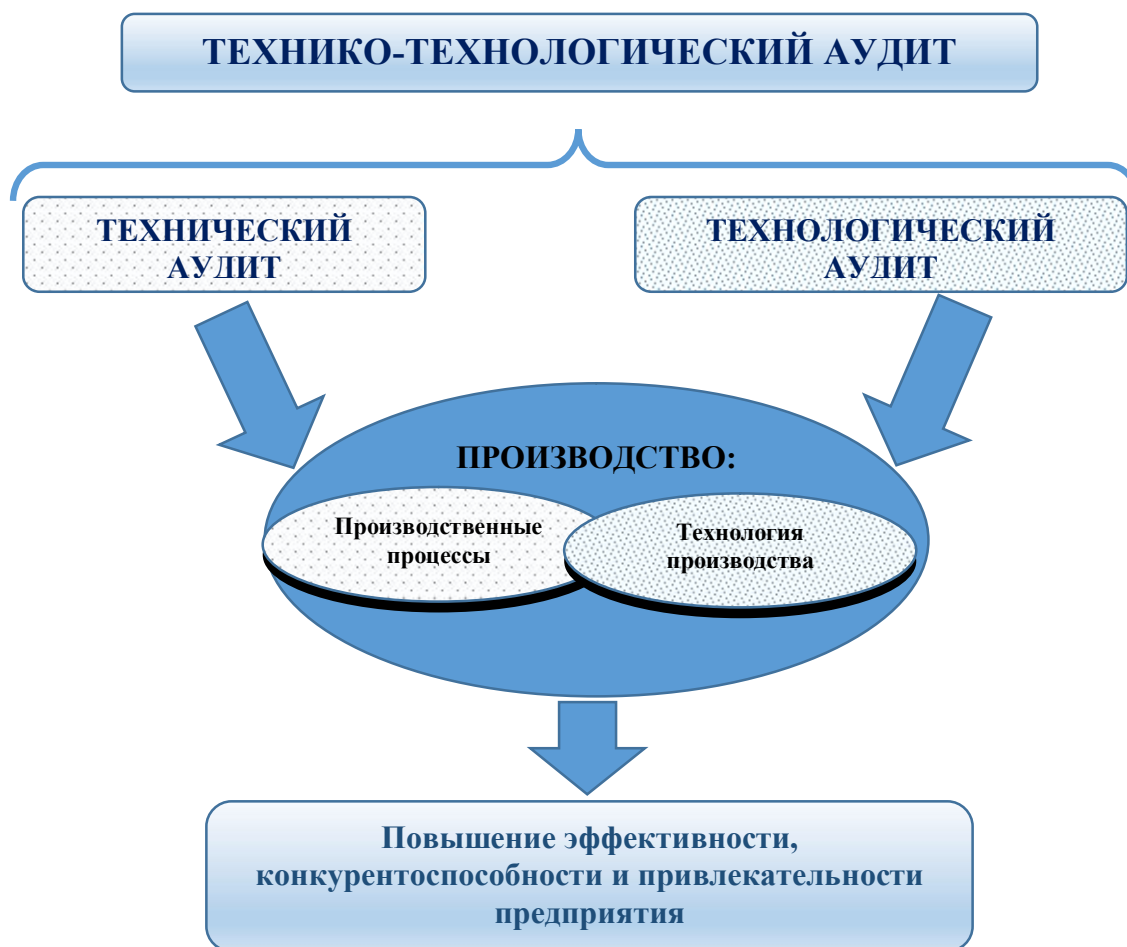 ТЕХНИКО-ТЕХНОЛОГИЧЕСКИЙ АУДИТ
ТЕХНИЧЕСКИЙ
АУДИТ
ТЕХНОЛОГИЧЕСКИЙ
АУДИТ
ПРОИЗВОДСТВО:
Производственные
процессы
Технология
производства
Повышение эффективности,
конкурентоспособности и привлекательности
предприятия